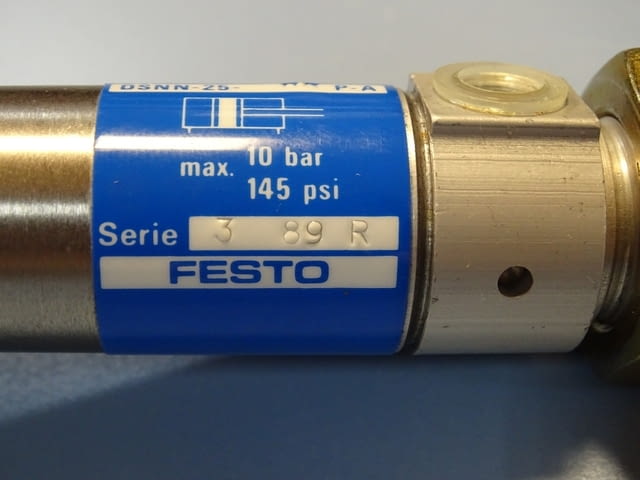 DSNN-25- P-A
max. 10 bar
145 psi
Serie 3 89 R
FESTO